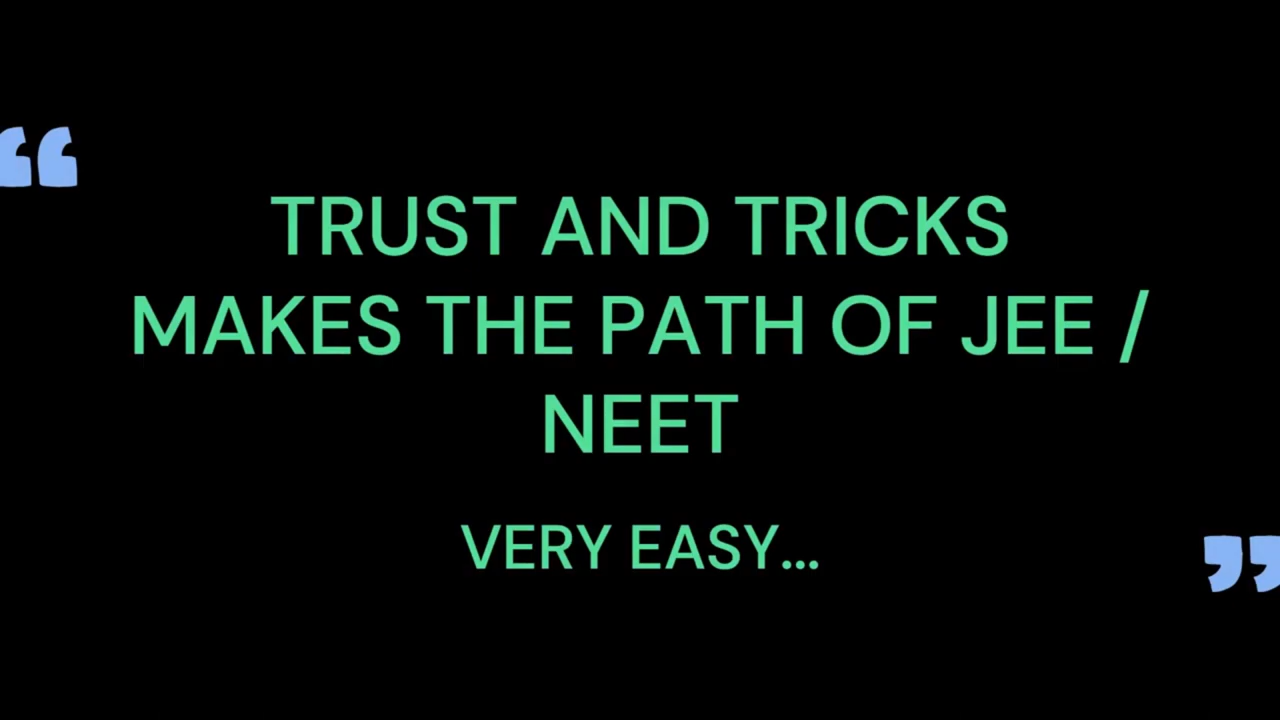 “
TRUST AND TRICKS
MAKES THE PATH OF JEE /
NEET
VERY EASY...
”